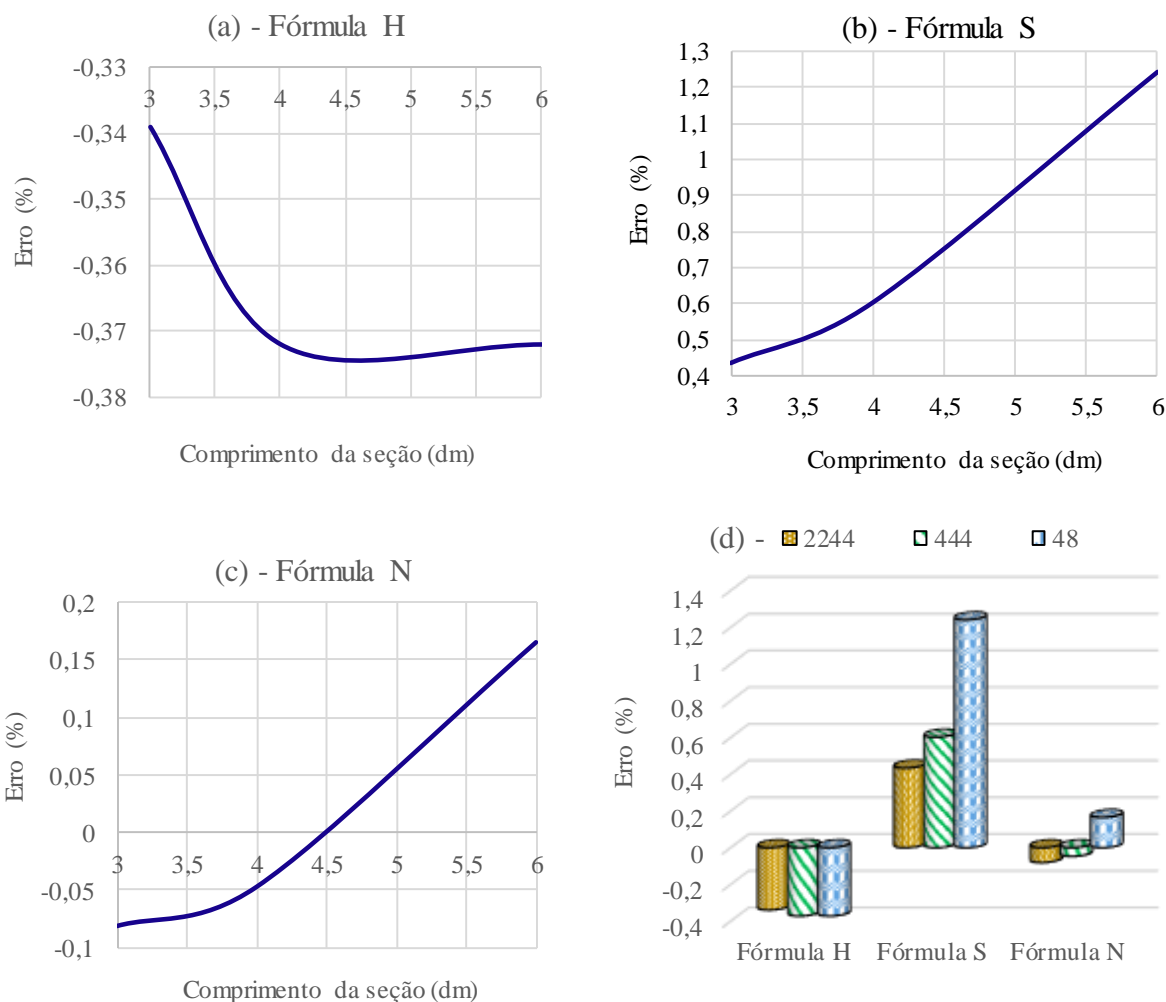 (a) - Fórmula H
-0,33
3 3,5 4 4,5 5 5,5 6
-0,34
-0,35
-0,36
-0,37
-0,38
Erro (%)
Comprimento da seção (dm)
(b) - Fórmula S
1,3
1,2
1,1
1
0,9
0,8
0,7
0,6
0,5
0,4
3 3,5 4 4,5 5 5,5 6
Erro (%)
Comprimento da seção (dm)
(c) - Fórmula N
0,2
0,15
0,1
0,05
0
3 3,5 4 4,5 5 5,5 6
-0,05
-0,1
Erro (%)
Comprimento da seção (dm)
(d) - 2244 444 48
1,4
1,2
1
0,8
0,6
0,4
0,2
0
-0,2
-0,4
Erro (%)
Fórmula H Fórmula S Fórmula N